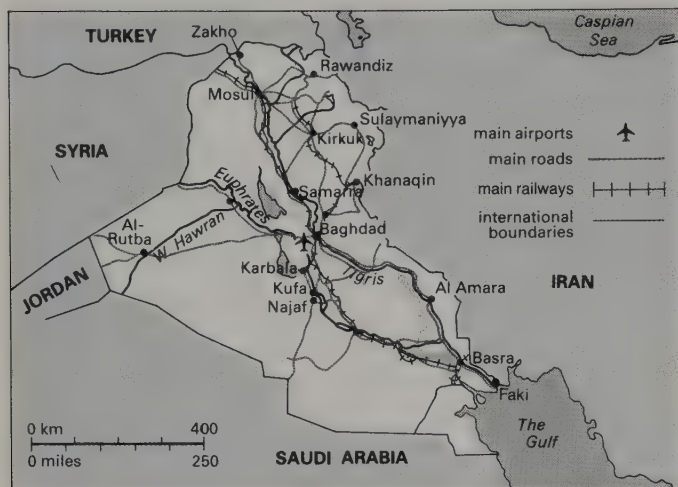 TURKEY
Zakho
Caspian
Sea
Rawandiz
Mosul
Sulaymaniyya
Kirkuk
main airports
main roads
main railways
international
boundaries
SYRIA
Khanaqin
Samarra
Euphrates
Al-
Rutba
W. Hawran
Baghdad
Tigris
JORDAN
Karbala
Kufa
Najaf
Al Amara
IRAN
Basra
Faki
The
Gulf
0 km 400
0 miles 250
SAUDI ARABIA